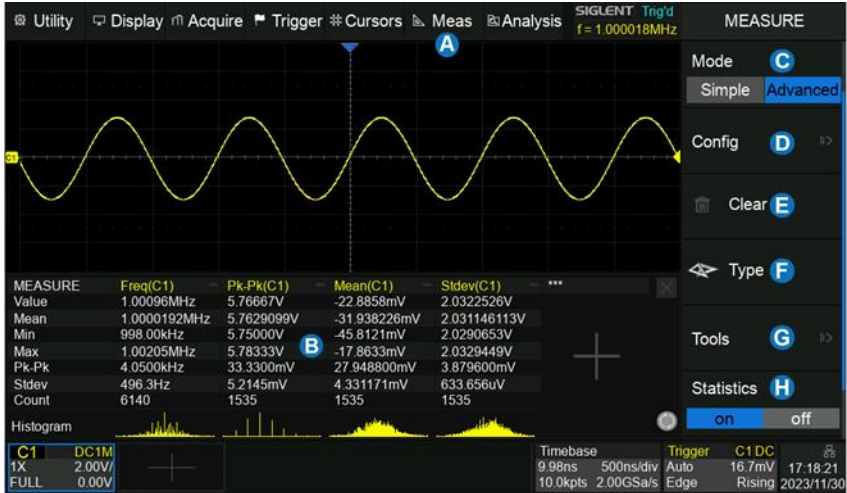 Utility Display Acquire Trigger Cursors Meas Analysis SIGLENT Trig'd MEASURE
f = 1.000018MHz
A
Mode C
Simple Advanced
Config D
C1
Clear E
Type F
MEASURE Freq(C1) Pk-Pk(C1) Mean(C1) Stdev(C1) •••
Value 1.00096MHz 5.76667V -22.8858mV 2.0322526V
Mean 1.0000192MHz 5.7629099V -31.938226mV 2.031146113V
Min 998.00kHz 5.75000V -45.8121mV 2.0290653V
B
Max 1.00205MHz 5.78333V -17.8633mV 2.0329449V
Pk-Pk 4.0500kHz 33.3300mV 27.948800mV 3.879600mV
Stdev 496.3Hz 5.2145mV 4.331171mV 633.656uV
Count 6140 1535 1535 1535
Histogram
Tools G
Statistics H
on off
C1 DC1M
1X 2.00V/
FULL 0.00V
Timebase
9.98ns 500ns/div
10.0kpts 2.00GSa/s
Trigger C1 DC
Auto 16.7mV
Edge Rising
17:18:21
2023/11/30